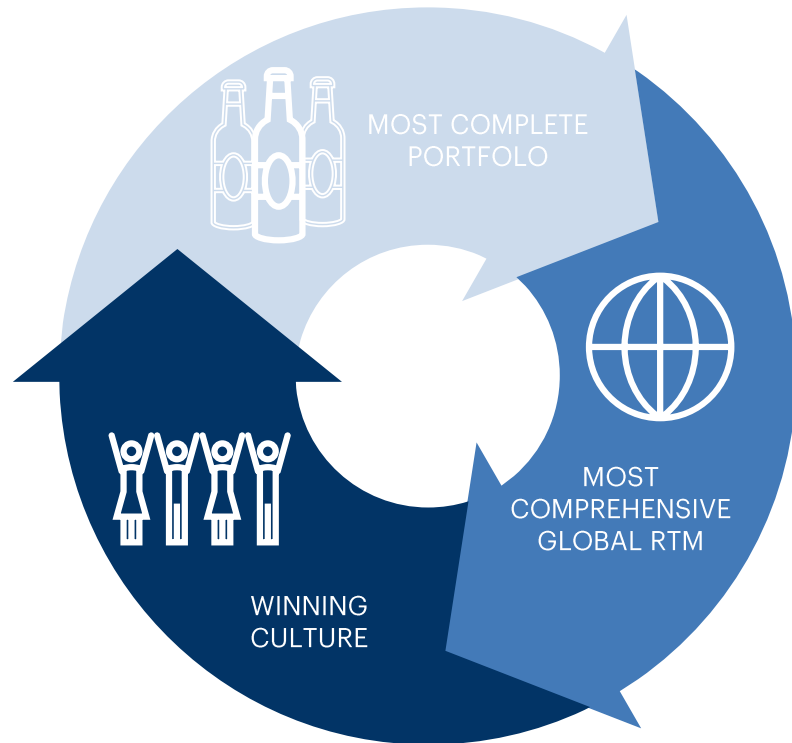 MOST COMPLETE
PORTFOLO
MOST
COMPREHENSIVE
GLOBAL RTM
WINNING
CULTURE